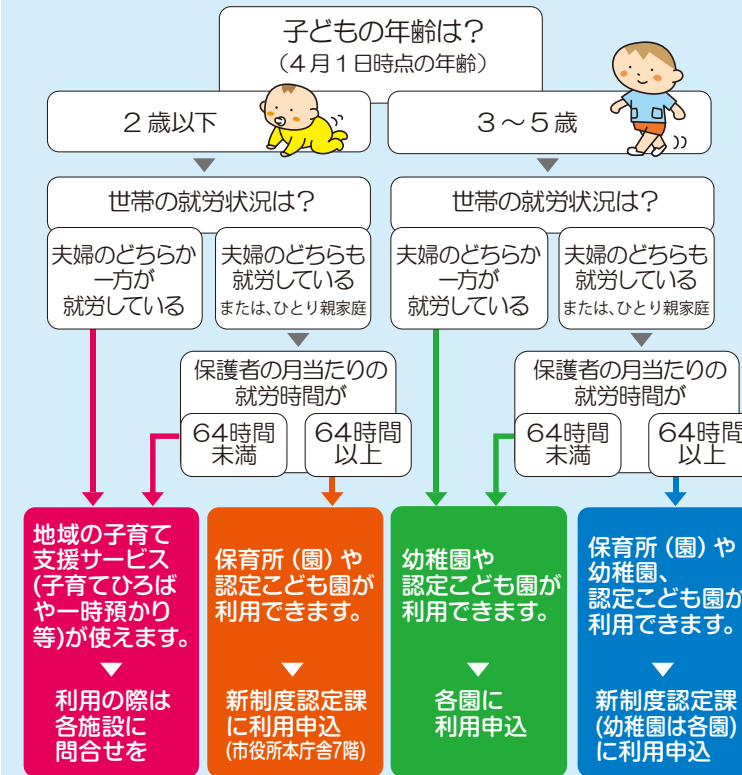 子どもの年齢は？
（4月1日時点の年齢）
2歳以下
3～5歳
世帯の就労状況は？
世帯の就労状況は？
夫婦のどちらか
一方が
就労している
夫婦のどちらも
就労している
または、ひとり親家庭
夫婦のどちらか
一方が
就労している
夫婦のどちらも
就労している
または、ひとり親家庭
保護者の月当たりの
就労時間が
64時間
未満
64時間
以上
保護者の月当たりの
就労時間が
64時間
未満
64時間
以上
地域の子育て
支援サービス
(子育てひろば
や一時預かり
等)が使えます。
利用の際は
各施設に
問合せを
保育所（園）や
認定こども園が
利用できます。
新制度認定課
に利用申込
(市役所本庁舎7階)
幼稚園や
認定こども園が
利用できます。
各園に
利用申込
保育所（園）や
幼稚園、
認定こども園が
利用できます。
新制度認定課
(幼稚園は各園)
に利用申込